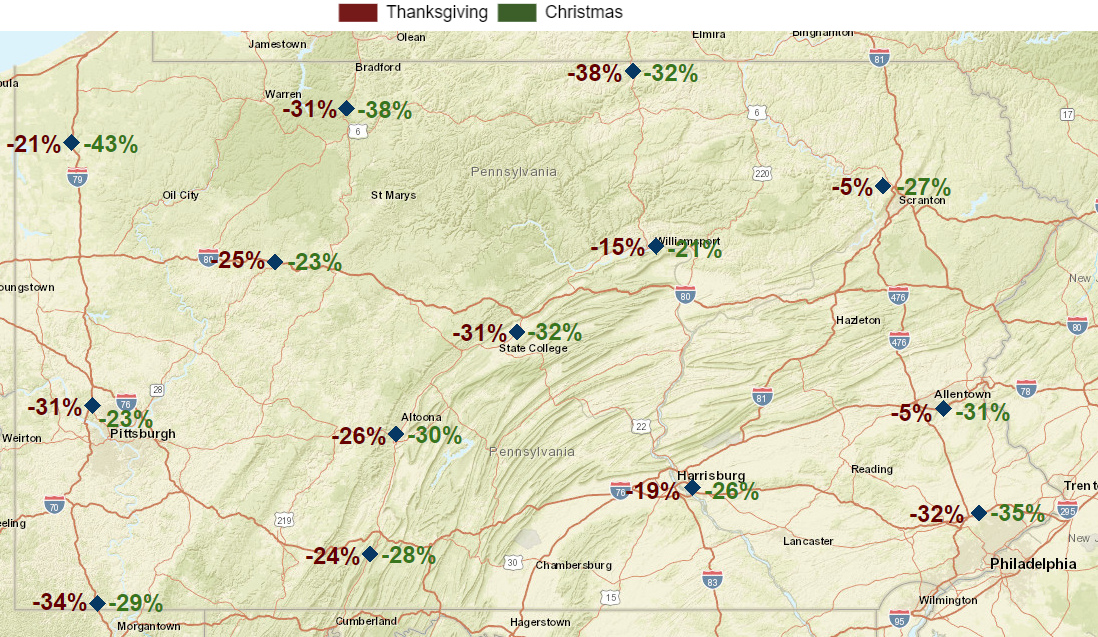 Thanksgiving Christmas
Olean
Elmira
Binghamton
Jamestown
81
Bradford
-38% -32%
ula
Warren
-31% -38%
6
6
17
-21% -43%
79
Pennsylvania
220
-5% -27%
Oil City
St Marys
Scranton
-15% Williamsport
-21%
80
-25% -23%
New J
oungstown
80
476
Hazleton
80
-31% -32%
State College
476
28
76
78
81
Allentown
-31%
-23%
-5% -31%
Altoona
22
Weirton
Pittsburgh
-26% -30%
Pennsylvania
Reading
Harrisburg
Trento
76
-19% -26%
70
295
-32% -35%
eeling
219
New J
Lancaster
-24% -28%
30
Chambersburg
Philadelphia
83
15
-34% -29%
Wilmington
95
Morgantown
Cumberland
Hagerstown